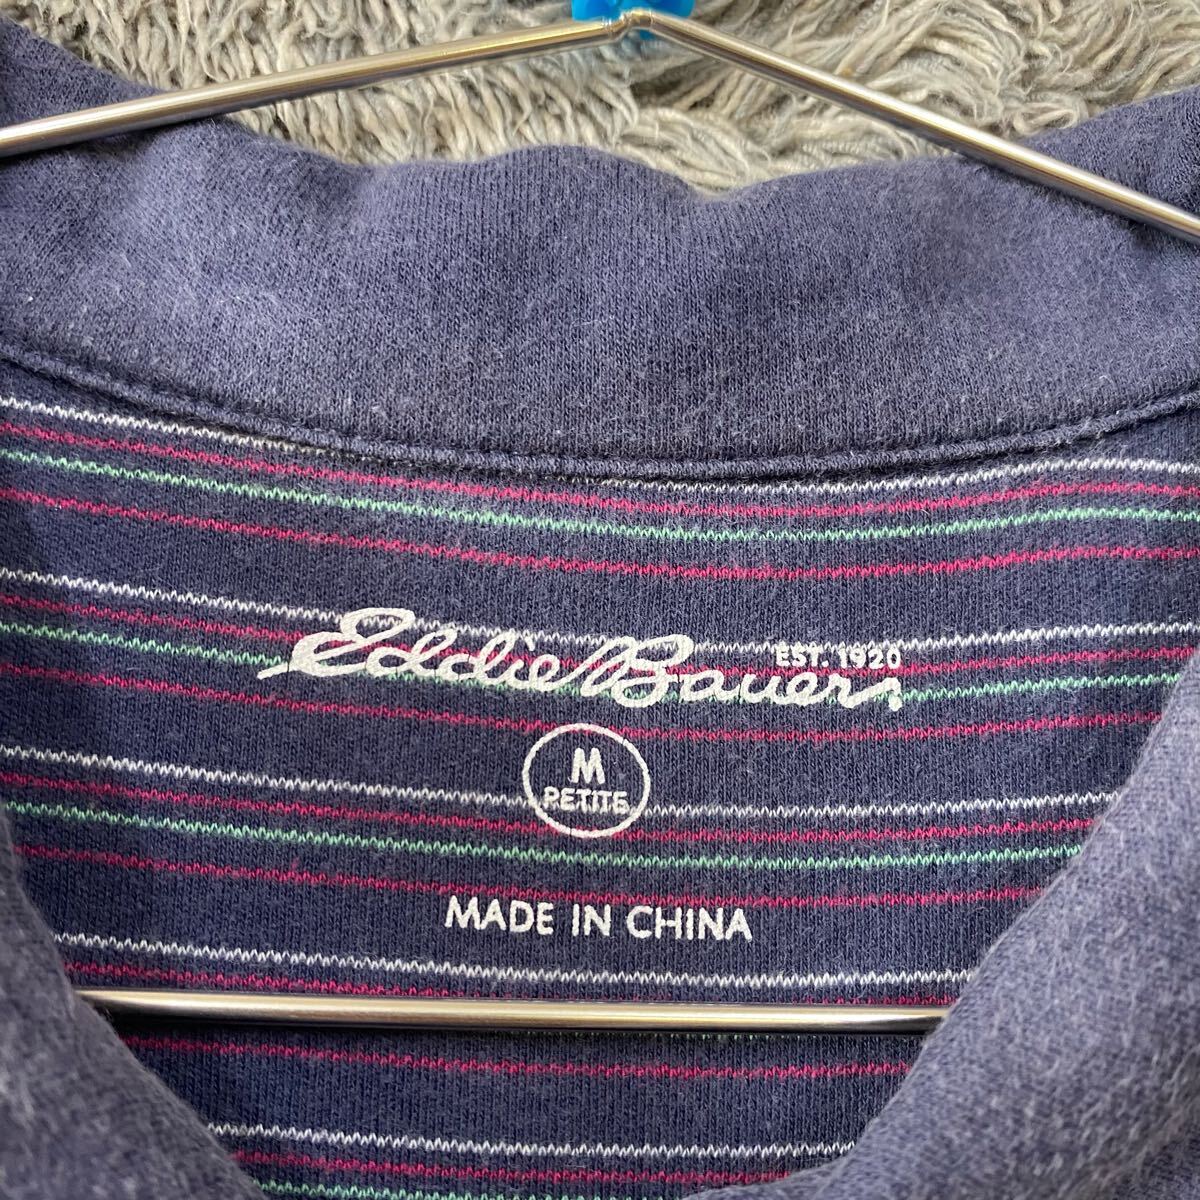 Eddie Bauer
EST. 1920
M
PETITE
MADE IN CHINA